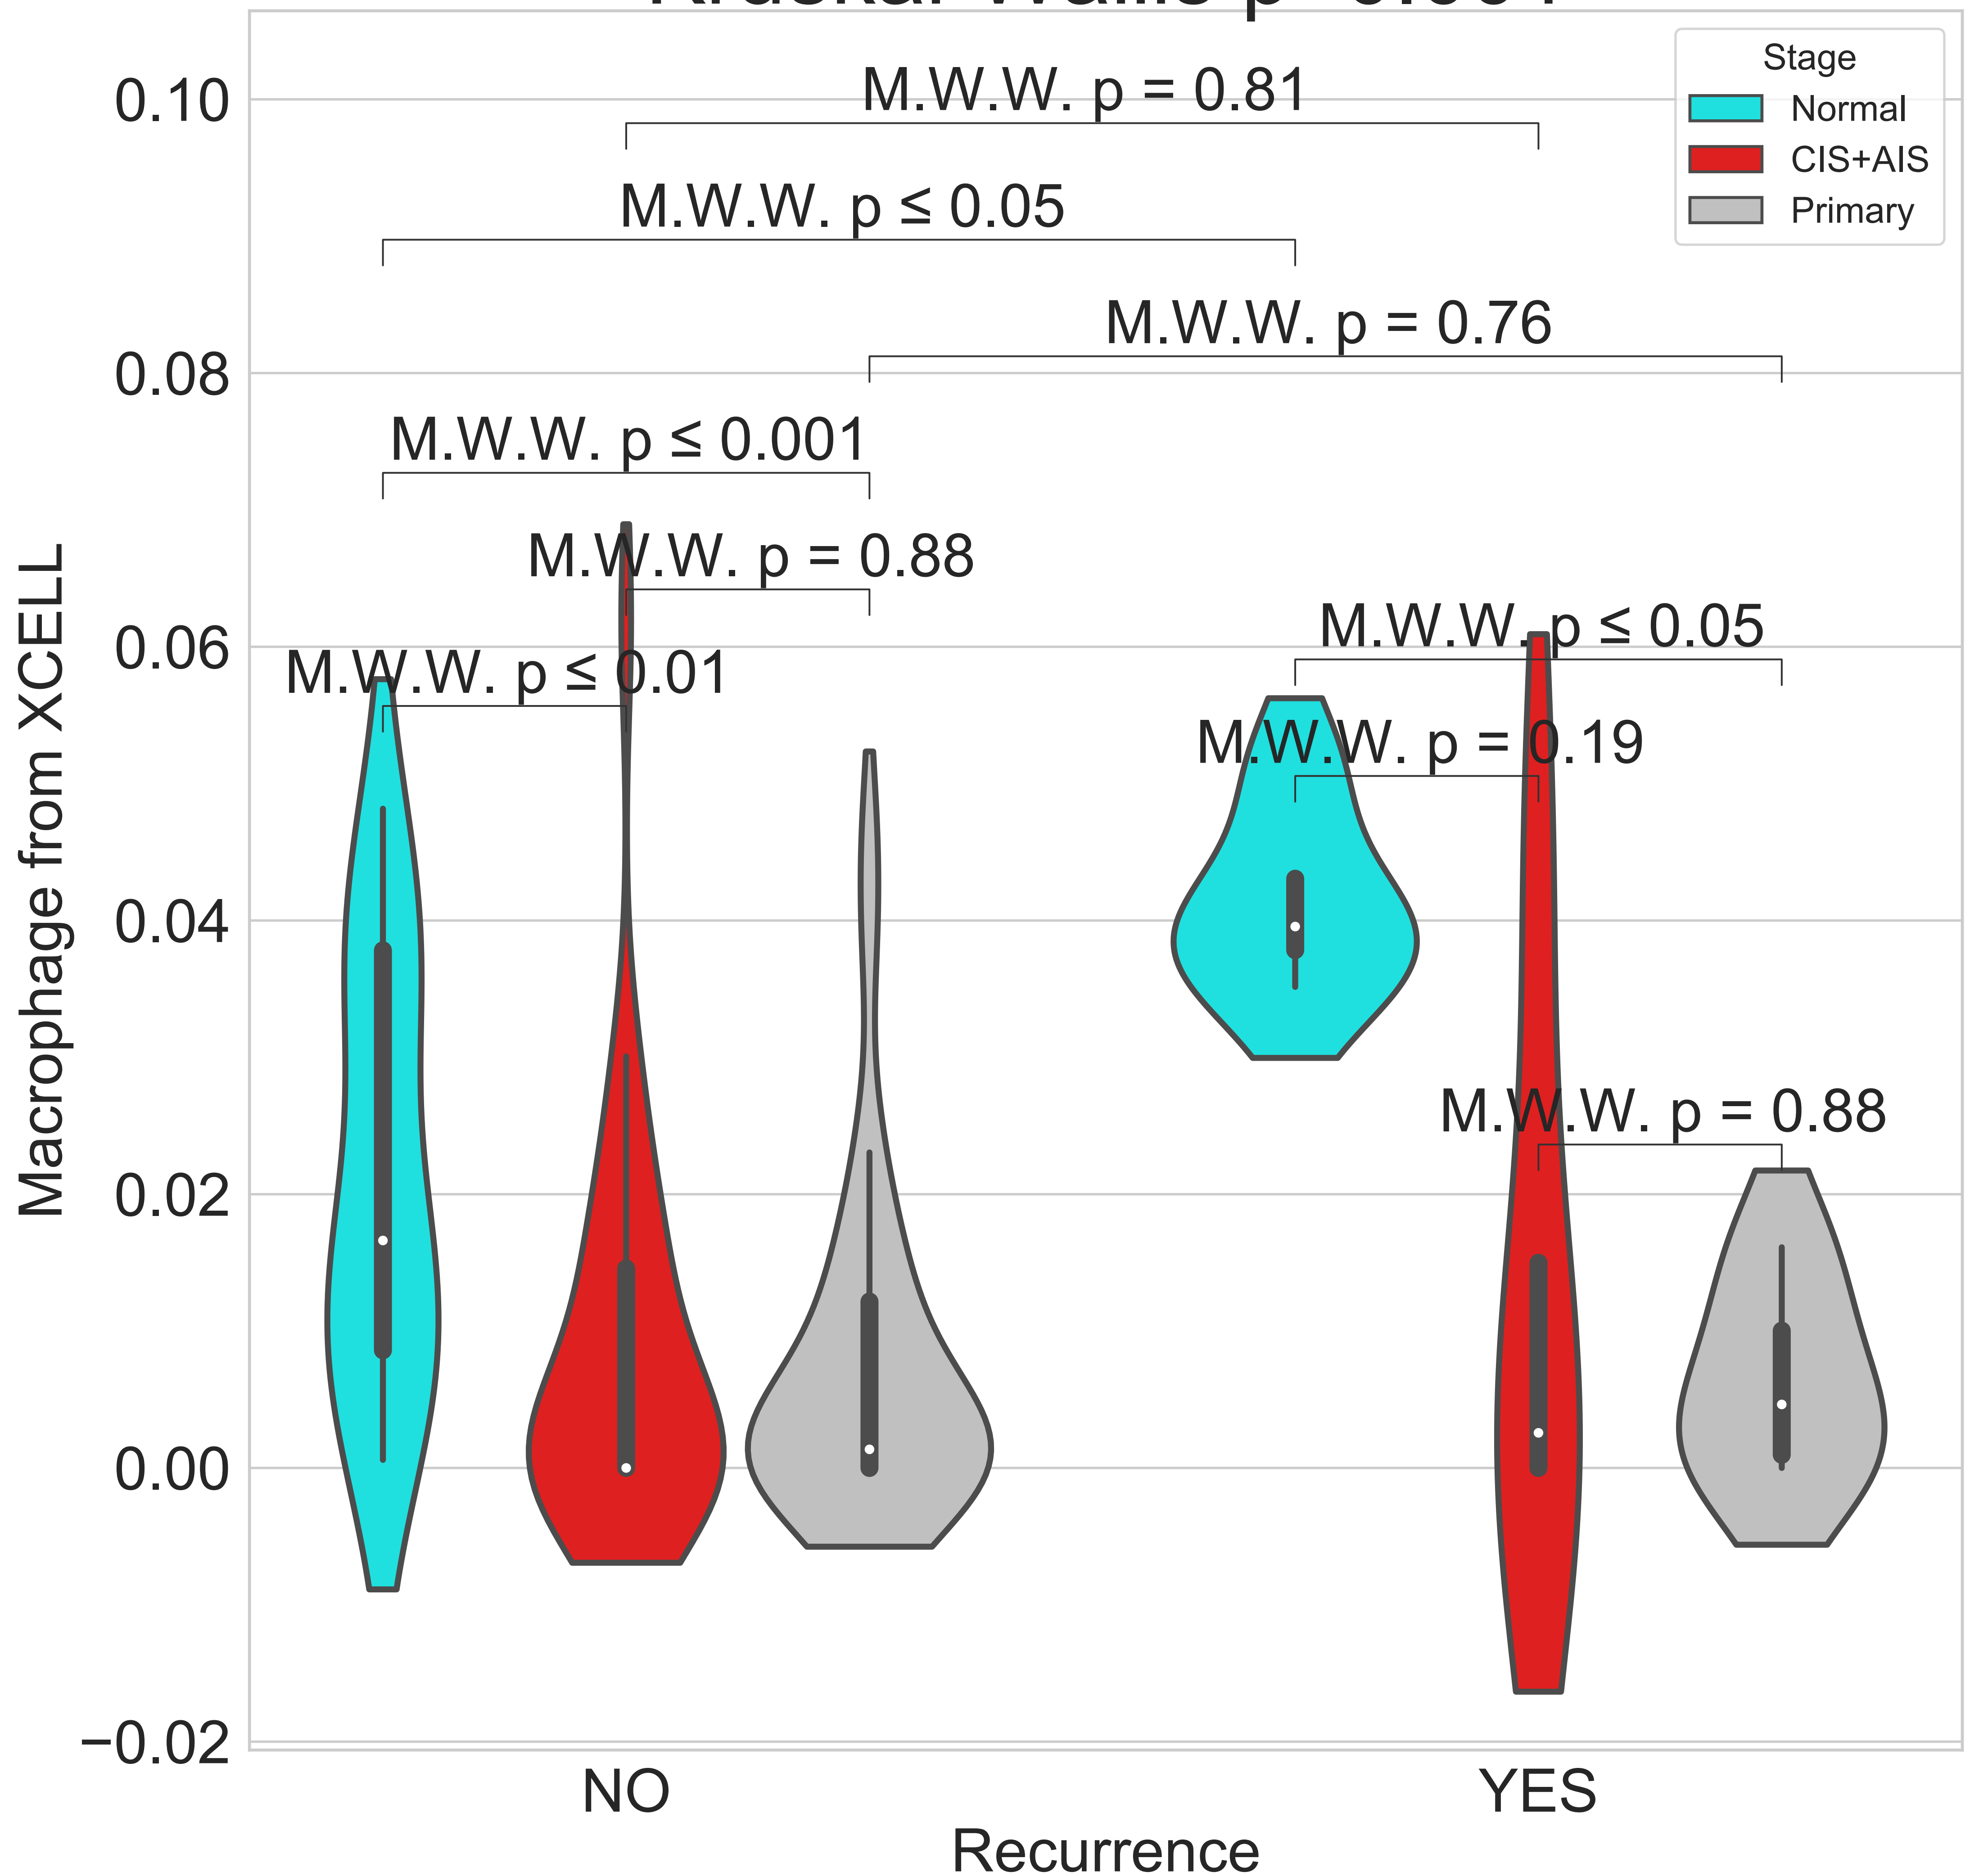 Stage
Normal
CIS+AIS
Primary
M.W.W. p = 0.81
M.W.W. p ≤ 0.05
M.W.W. p = 0.76
M.W.W. p ≤ 0.001
M.W.W. p = 0.88
M.W.W. p ≤ 0.05
M.W.W. p ≤ 0.01
M.W.W. p = 0.19
M.W.W. p = 0.88
Macrophage from XCELL
0.10
0.08
0.06
0.04
0.02
0.00
−0.02
NO
YES
Recurrence